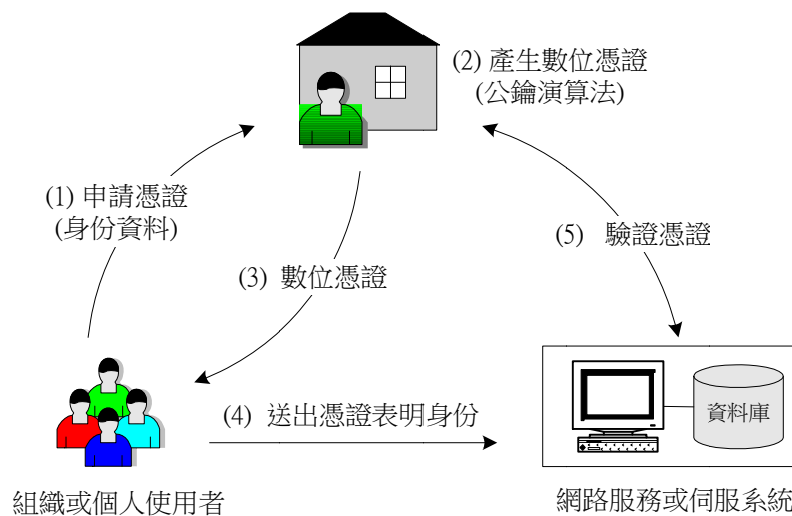 (2) 產生數位憑證
(公鑰演算法)
(1) 申請憑證
(身份資料)
(5) 驗證憑證
(3) 數位憑證
(4) 送出憑證表明身份
資料庫
組織或個人使用者
網路服務或伺服系統